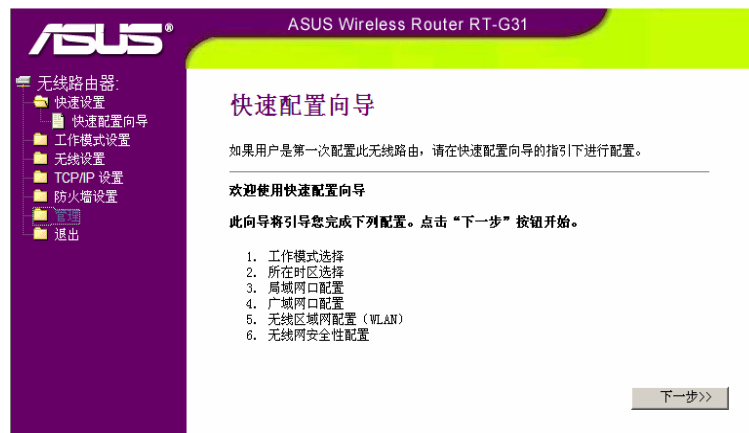 ASUS®
ASUS Wireless Router RT-G31
无线路由器:
快速设置
快速配置向导
工作模式设置
无线设置
TCP/IP 设置
防火墙设置
管理
退出
快速配置向导
如果用户是第一次配置此无线路由，请在快速配置向导的指引下进行配置。
欢迎使用快速配置向导
此向导将引导您完成下列配置。点击“下一步”按钮开始。
1. 工作模式选择
2. 所在时区选择
3. 局域网口配置
4. 广域网口配置
5. 无线区域网配置（WLAN）
6. 无线网安全性配置
下一步>>